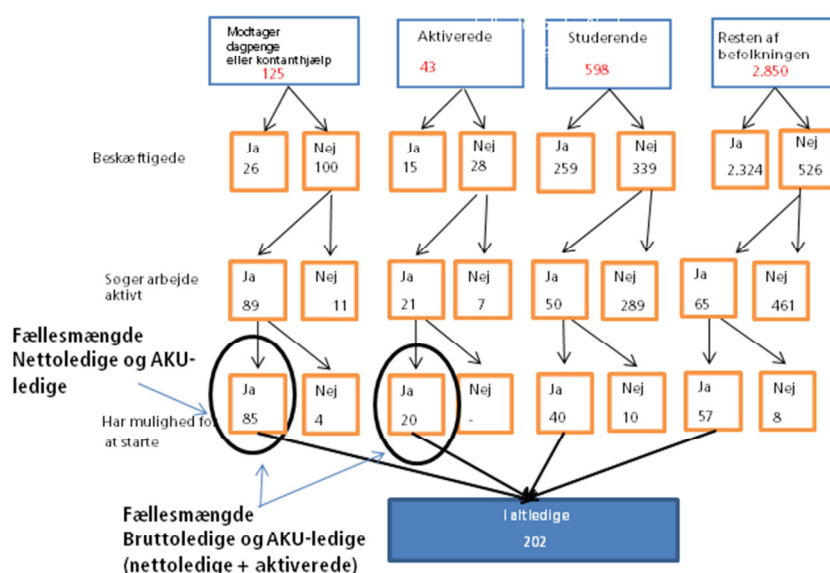 Modtager
dagpenge
eller kontanthjælp
125
Aktiverede
43
Studerende
598
Resten af
befolkningen
2.850
Beskæftigede
Ja
26
Nej
100
Ja
15
Nej
28
Ja
259
Nej
339
Ja
2.324
Nej
526
Søger arbejde
aktivt
Ja
89
Nej
11
Ja
21
Nej
7
Ja
50
Nej
289
Ja
65
Nej
461
Fællesmængde
Nettoledige og AKU-
ledige
Har mulighed for
at starte
Ja
85
Nej
4
Ja
20
Nej
-
Ja
40
Nej
10
Ja
57
Nej
8
Fællesmængde
Bruttoledige og AKU-ledige
(nettoledige + aktiverede)
I alt ledige
202